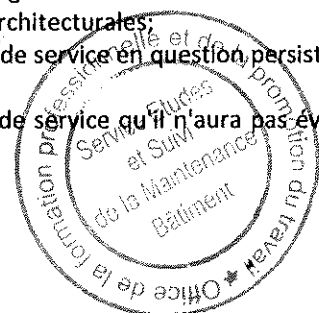 rchitecturales;
de service en question persist
de service qu'il n'aura pas év
Office de la formation professionnelle et de la promotion du travail
Service Etudes
et Suivi
de la Maintenance
Bâtiment